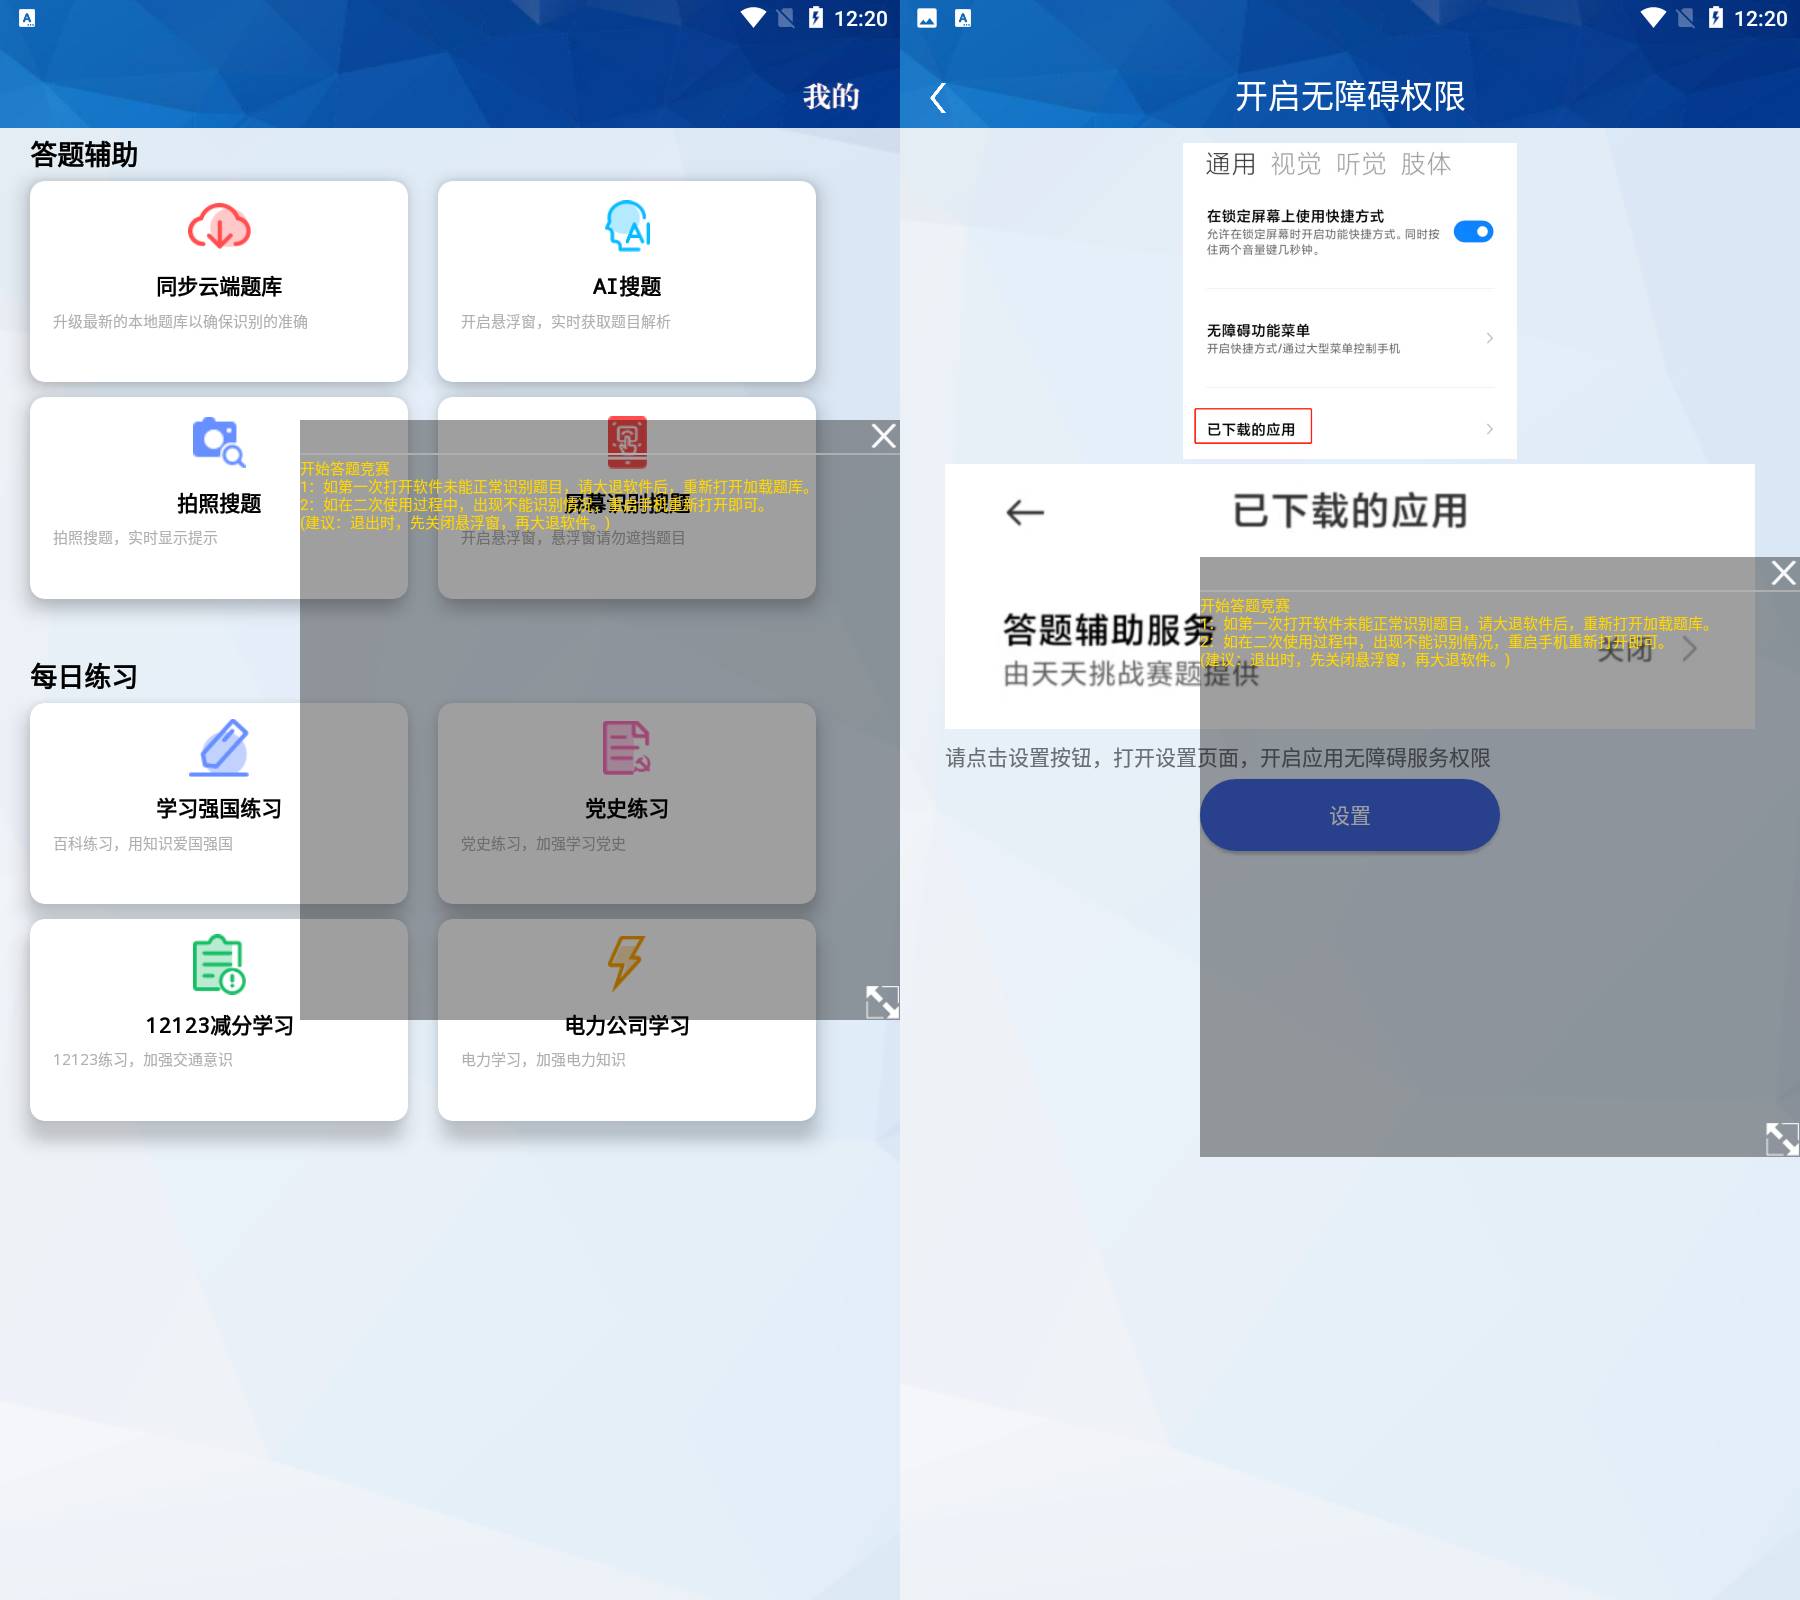 12:20
我的
答题辅助
同步云端题库
升级最新的本地题库以确保识别的准确
AI搜题
开启悬浮窗，实时获取题目解析
拍照搜题
拍照搜题，实时显示提示
屏幕识别搜题
开启悬浮窗，悬浮窗请勿遮挡题目
开始答题竞赛
1：如第一次打开软件未能正常识别题目，请大退软件后，重新打开加载题库。
2：如在二次使用过程中，出现不能识别情况，重启手机重新打开即可。
(建议：退出时，先关闭悬浮窗，再大退软件。)
每日练习
学习强国练习
百科练习，用知识爱国强国
党史练习
党史练习，加强学习党史
12123减分学习
12123练习，加强交通意识
电力公司学习
电力学习，加强电力知识
12:20
开启无障碍权限
通用 视觉 听觉 肢体
在锁定屏幕上使用快捷方式
允许在锁定屏幕时开启功能快捷方式。同时按
住两个音量键几秒钟。
无障碍功能菜单
开启快捷方式/通过大型菜单控制手机
已下载的应用
已下载的应用
答题辅助服务
由天天挑战赛题提供
关闭
开始答题竞赛
1：如第一次打开软件未能正常识别题目，请大退软件后，重新打开加载题库。
2：如在二次使用过程中，出现不能识别情况，重启手机重新打开即可。
(建议：退出时，先关闭悬浮窗，再大退软件。)
请点击设置按钮，打开设置页面，开启应用无障碍服务权限
设置